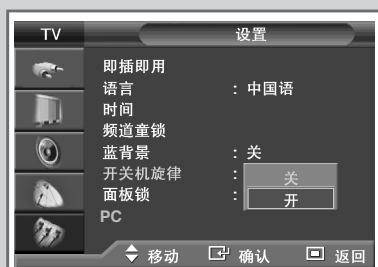 TV 设置
即插即用
语言 : 中国语
时间
频道童锁
蓝背景 : 关
开关机旋律 : 关
面板锁 : 开
PC
移动 确认 返回